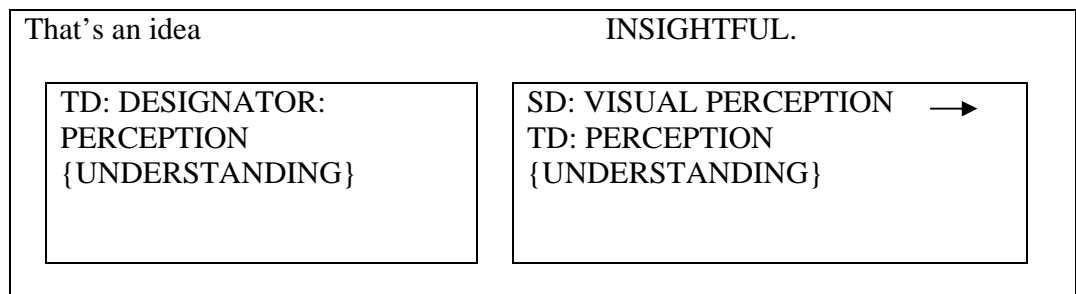 That's an idea INSIGHTFUL.
TD: DESIGNATOR:
PERCEPTION
{UNDERSTANDING}
SD: VISUAL PERCEPTION →
TD: PERCEPTION
{UNDERSTANDING}